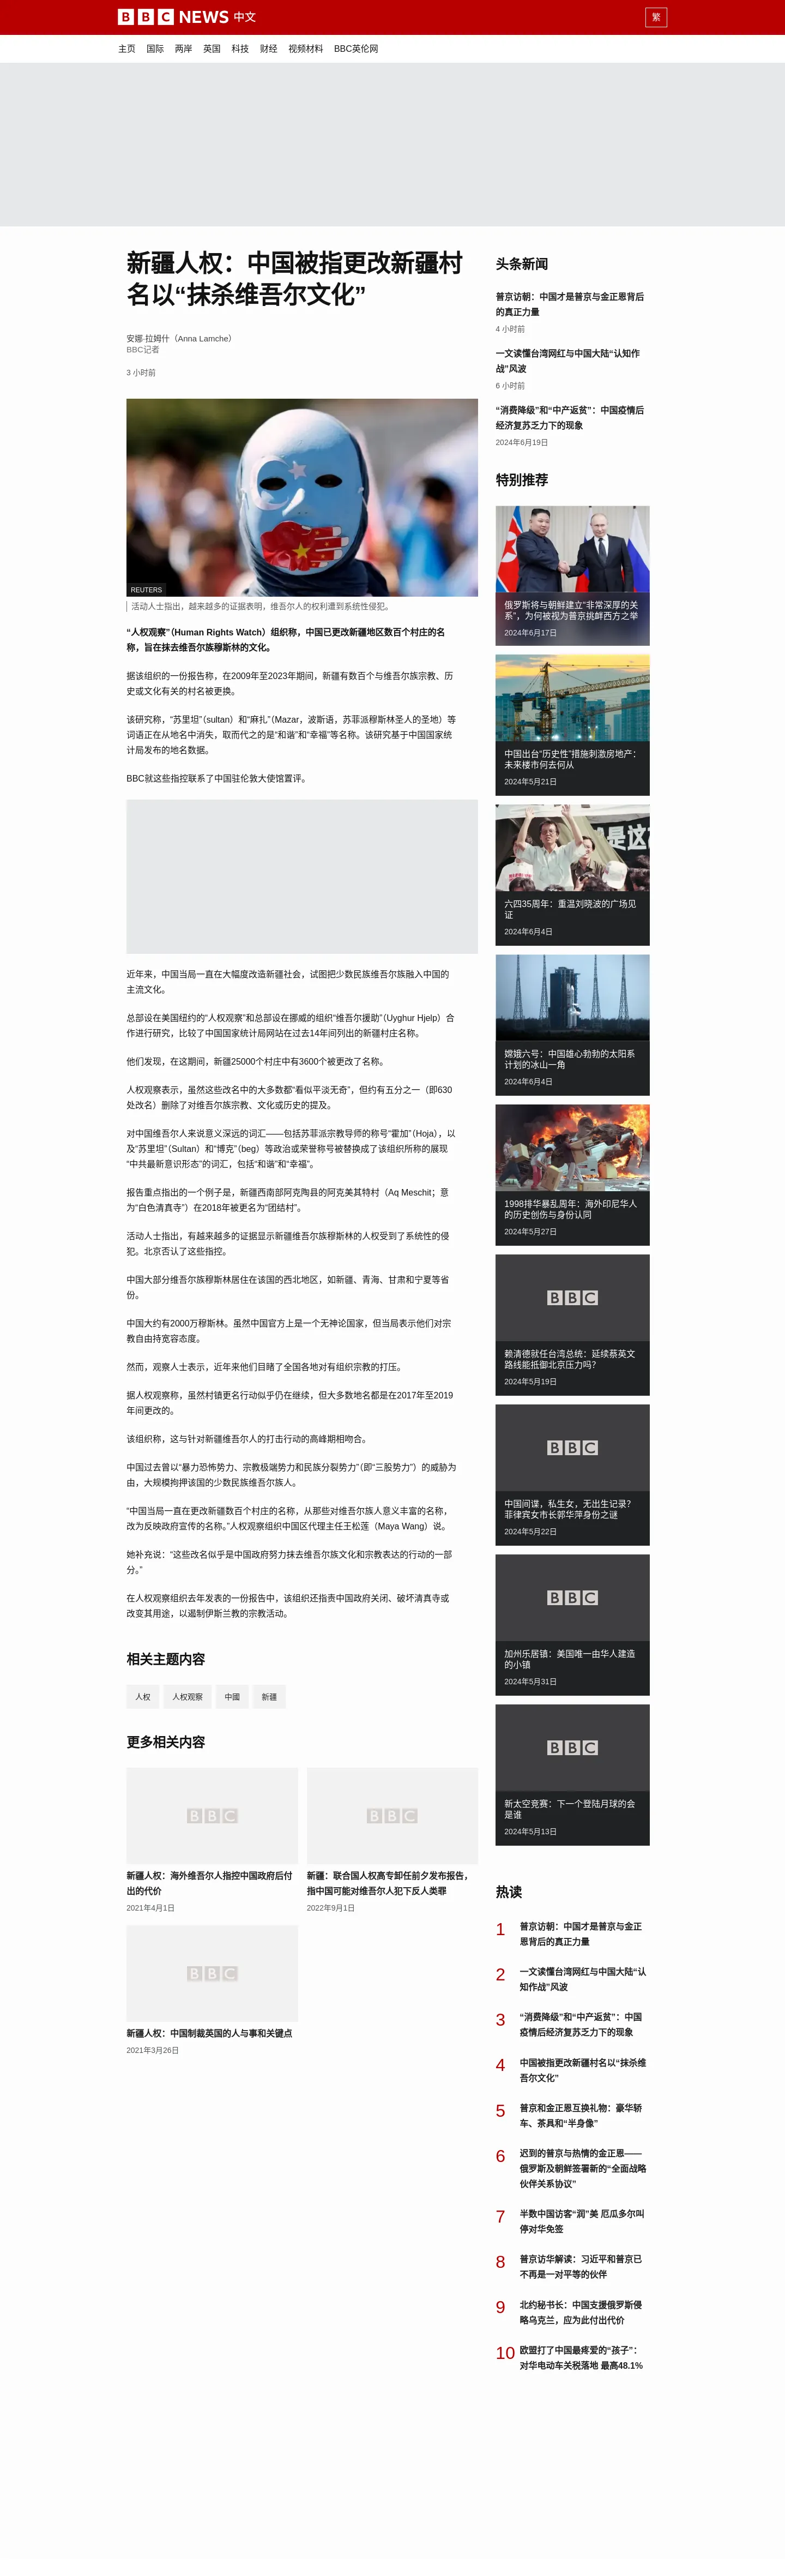 BBC NEWS 中文
繁
主页 国际 两岸 英国 科技 财经 视频材料 BBC英伦网
新疆人权：中国被指更改新疆村
名以“抹杀维吾尔文化”
安娜·拉姆什（Anna Lamche）
BBC记者
3 小时前
REUTERS
活动人士指出，越来越多的证据表明，维吾尔人的权利遭到系统性侵犯。
“人权观察”（Human Rights Watch）组织称，中国已更改新疆地区数百个村庄的名
称，旨在抹去维吾尔族穆斯林的文化。
据该组织的一份报告称，在2009年至2023年期间，新疆有数百个与维吾尔族宗教、历
史或文化有关的村名被更换。
该研究称，“苏里坦”（sultan）和“麻扎”（Mazar，波斯语，苏菲派穆斯林圣人的圣地）等
词语正在从地名中消失，取而代之的是“和谐”和“幸福”等名称。该研究基于中国国家统
计局发布的地名数据。
BBC就这些指控联系了中国驻伦敦大使馆置评。
近年来，中国当局一直在大幅度改造新疆社会，试图把少数民族维吾尔族融入中国的
主流文化。
总部设在美国纽约的“人权观察”和总部设在挪威的组织“维吾尔援助”（Uyghur Hjelp）合
作进行研究，比较了中国国家统计局网站在过去14年间列出的新疆村庄名称。
他们发现，在这期间，新疆25000个村庄中有3600个被更改了名称。
人权观察表示，虽然这些改名中的大多数都“看似平淡无奇”，但约有五分之一（即630
处改名）删除了对维吾尔族宗教、文化或历史的提及。
对中国维吾尔人来说意义深远的词汇——包括苏菲派宗教导师的称号“霍加”（Hoja），以
及“苏里坦”（Sultan）和“博克”（beg）等政治或荣誉称号被替换成了该组织所称的展现
“中共最新意识形态”的词汇，包括“和谐”和“幸福”。
报告重点指出的一个例子是，新疆西南部阿克陶县的阿克美其特村（Aq Meschit；意
为“白色清真寺”）在2018年被更名为“团结村”。
活动人士指出，有越来越多的证据显示新疆维吾尔族穆斯林的人权受到了系统性的侵
犯。北京否认了这些指控。
中国大部分维吾尔族穆斯林居住在该国的西北地区，如新疆、青海、甘肃和宁夏等省
份。
中国大约有2000万穆斯林。虽然中国官方上是一个无神论国家，但当局表示他们对宗
教自由持宽容态度。
然而，观察人士表示，近年来他们目睹了全国各地对有组织宗教的打压。
据人权观察称，虽然村镇更名行动似乎仍在继续，但大多数地名都是在2017年至2019
年间更改的。
该组织称，这与针对新疆维吾尔人的打击行动的高峰期相吻合。
中国过去曾以“暴力恐怖势力、宗教极端势力和民族分裂势力”（即“三股势力”）的威胁为
由，大规模拘押该国的少数民族维吾尔族人。
“中国当局一直在更改新疆数百个村庄的名称，从那些对维吾尔族人意义丰富的名称，
改为反映政府宣传的名称。”人权观察组织中国区代理主任王松莲（Maya Wang）说。
她补充说：“这些改名似乎是中国政府努力抹去维吾尔族文化和宗教表达的行动的一部
分。”
在人权观察组织去年发表的一份报告中，该组织还指责中国政府关闭、破坏清真寺或
改变其用途，以遏制伊斯兰教的宗教活动。
相关主题内容
人权 人权观察 中國 新疆
更多相关内容
BBC
BBC
新疆人权：海外维吾尔人指控中国政府后付
出的代价
2021年4月1日
新疆：联合国人权高专卸任前夕发布报告，
指中国可能对维吾尔人犯下反人类罪
2022年9月1日
BBC
新疆人权：中国制裁英国的人与事和关键点
2021年3月26日
头条新闻
普京访朝：中国才是普京与金正恩背后
的真正力量
4 小时前
一文读懂台湾网红与中国大陆“认知作
战”风波
6 小时前
“消费降级”和“中产返贫”：中国疫情后
经济复苏乏力下的现象
2024年6月19日
特别推荐
俄罗斯将与朝鲜建立“非常深厚的关
系”，为何被视为普京挑衅西方之举
2024年6月17日
中国出台“历史性”措施刺激房地产：
未来楼市何去何从
2024年5月21日
六四35周年：重温刘晓波的广场见
证
2024年6月4日
嫦娥六号：中国雄心勃勃的太阳系
计划的冰山一角
2024年6月4日
1998排华暴乱周年：海外印尼华人
的历史创伤与身份认同
2024年5月27日
BBC
赖清德就任台湾总统：延续蔡英文
路线能抵御北京压力吗？
2024年5月19日
BBC
中国间谍，私生女，无出生记录？
菲律宾女市长郭华萍身份之谜
2024年5月22日
BBC
加州乐居镇：美国唯一由华人建造
的小镇
2024年5月31日
BBC
新太空竞赛：下一个登陆月球的会
是谁
2024年5月13日
热读
1 普京访朝：中国才是普京与金正
恩背后的真正力量
2 一文读懂台湾网红与中国大陆“认
知作战”风波
3 “消费降级”和“中产返贫”：中国
疫情后经济复苏乏力下的现象
4 中国被指更改新疆村名以“抹杀维
吾尔文化”
5 普京和金正恩互换礼物：豪华轿
车、茶具和“半身像”
6 迟到的普京与热情的金正恩——
俄罗斯及朝鲜签署新的“全面战略
伙伴关系协议”
7 半数中国访客“润”美 厄瓜多尔叫
停对华免签
8 普京访华解读：习近平和普京已
不再是一对平等的伙伴
9 北约秘书长：中国支援俄罗斯侵
略乌克兰，应为此付出代价
10 欧盟打了中国最疼爱的“孩子”：
对华电动车关税落地 最高48.1%